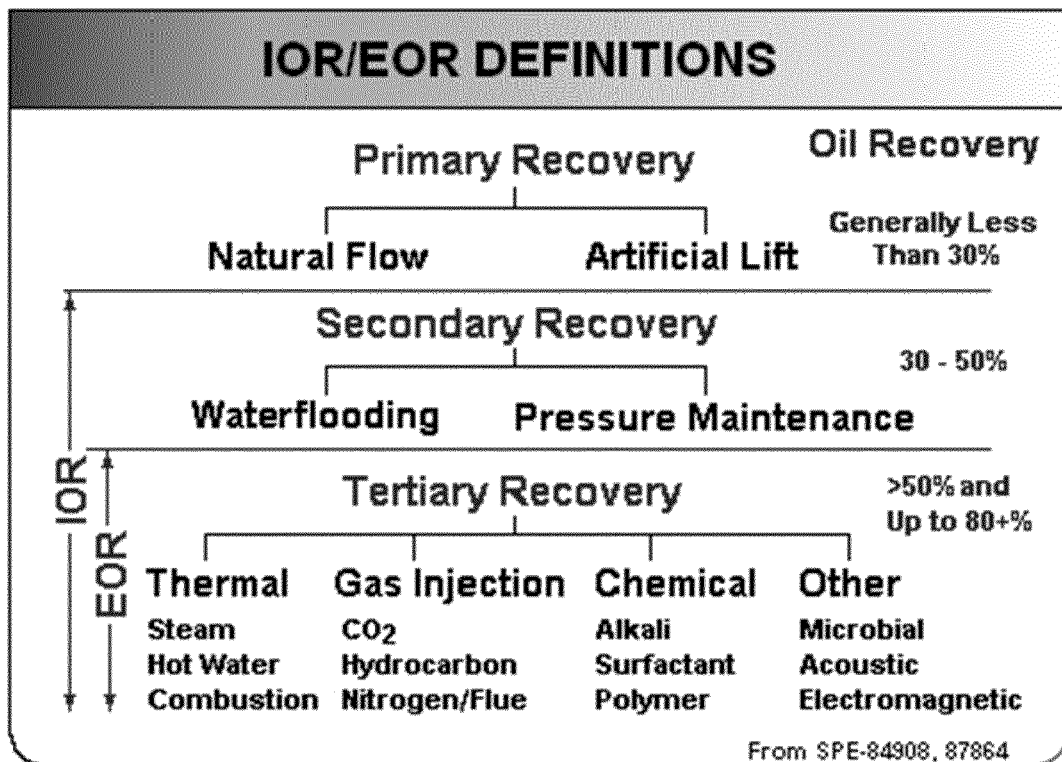 IOR/EOR DEFINITIONS
Oil Recovery
Primary Recovery
Natural Flow
Artificial Lift
Generally Less
Than 30%
Secondary Recovery
30 - 50%
Waterflooding
Pressure Maintenance
IOR
EOR
Tertiary Recovery
>50% and
Up to 80+%
Thermal
Gas Injection
Chemical
Other
Steam
CO2
Alkali
Microbial
Hot Water
Hydrocarbon
Surfactant
Acoustic
Combustion
Nitrogen/Flue
Polymer
Electromagnetic
From SPE-84908, 87864